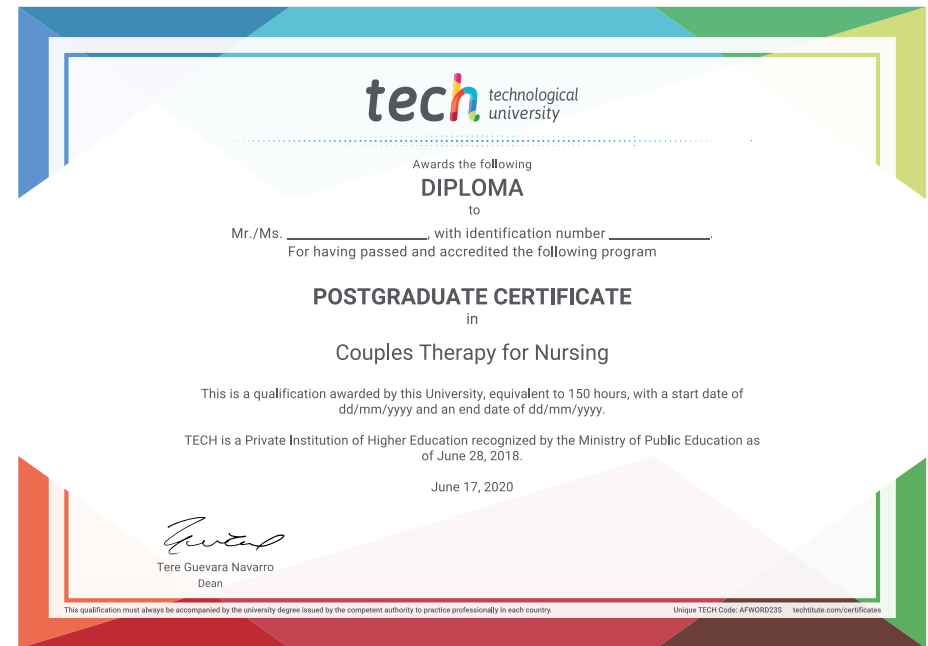 tech technological
university
Awards the following
DIPLOMA
to
Mr./Ms. ____________________, with identification number ______________.
For having passed and accredited the following program
POSTGRADUATE CERTIFICATE
in
Couples Therapy for Nursing
This is a qualification awarded by this University, equivalent to 150 hours, with a start date of
dd/mm/yyyy and an end date of dd/mm/yyyy.
TECH is a Private Institution of Higher Education recognized by the Ministry of Public Education as
of June 28, 2018.
June 17, 2020
Tere Guevara Navarro
Dean
This qualification must always be accompanied by the university degree issued by the competent authority to practice professionally in each country. Unique TECH Code: AFWORD23S techtitute.com/certificates